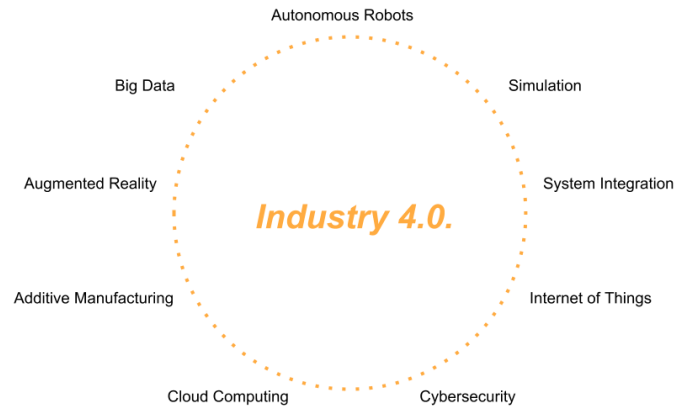 Autonomous Robots
Big Data
Simulation
Augmented Reality
System Integration
Industry 4.0.
Additive Manufacturing
Internet of Things
Cloud Computing
Cybersecurity